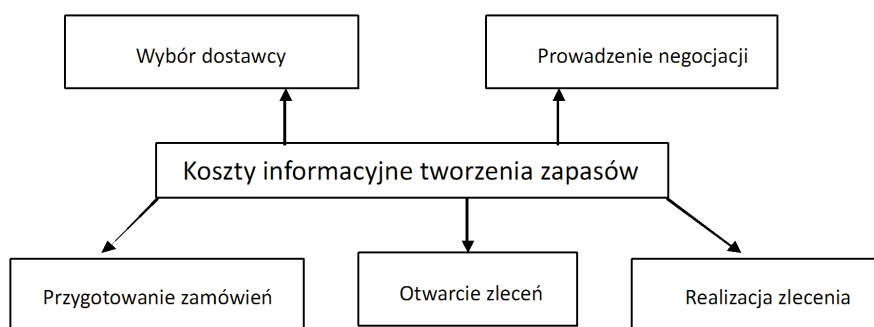 Wybór dostawcy
Prowadzenie negocjacji
Koszty informacyjne tworzenia zapasów
Przygotowanie zamówień
Otwarcie zleceń
Realizacja zlecenia